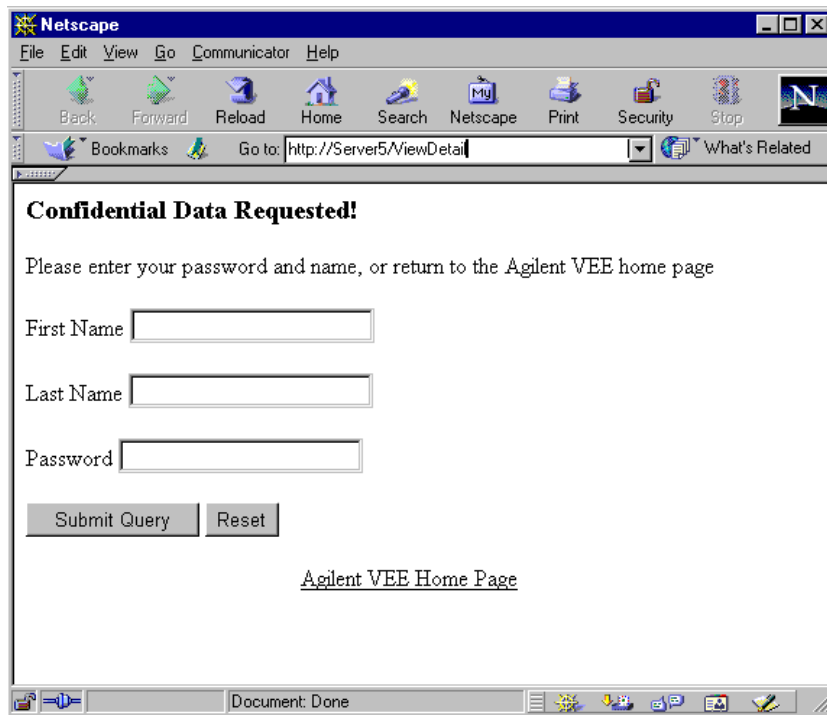 Netscape
File Edit View Go Communicator Help
My
Back Forward Reload Home Search Netscape Print Security Stop
N
Bookmarks Go to: http://Server5/ViewDetail What's Related
Confidential Data Requested!
Please enter your password and name, or return to the Agilent VEE home page
First Name
Last Name
Password
Submit Query Reset
Agilent VEE Home Page
Document: Done